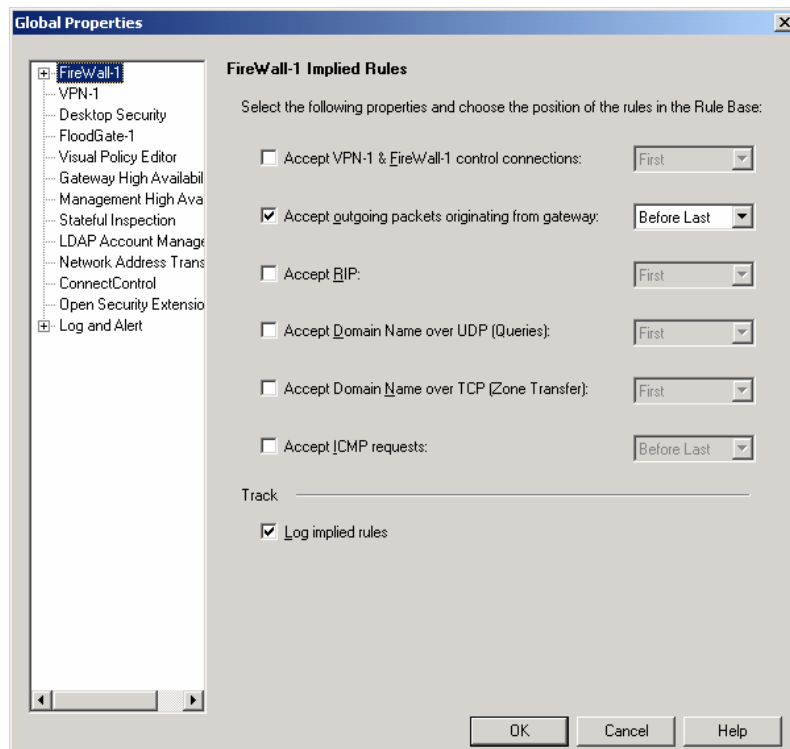 Global Properties
FireWall-1
VPN-1
Desktop Security
FloodGate-1
Visual Policy Editor
Gateway High Availabil
Management High Ava
Stateful Inspection
LDAP Account Manage
Network Address Trans
ConnectControl
Open Security Extensio
Log and Alert
FireWall-1 Implied Rules
Select the following properties and choose the position of the rules in the Rule Base:
Accept VPN-1 & FireWall-1 control connections: First
Accept outgoing packets originating from gateway: Before Last
Accept RIP: First
Accept Domain Name over UDP (Queries): First
Accept Domain Name over TCP (Zone Transfer): First
Accept ICMP requests: Before Last
Track
Log implied rules
OK Cancel Help